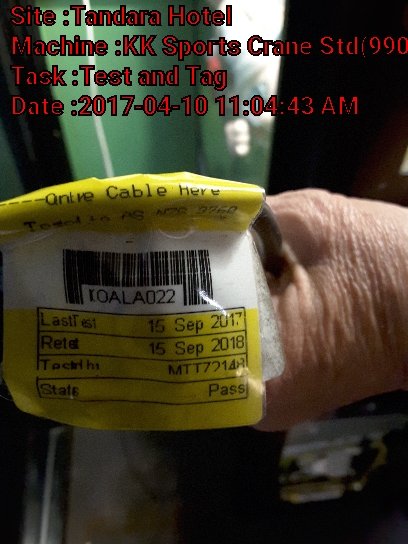 Site :Tandara Hotel
Machine :KK Sports Crane Std(990
Task :Test and Tag
Date :2017-04-10 11:04:43 AM
Cable Here
KOALA022
LastTest 15 Sep 2017
Retest 15 Sep 2018
Pass